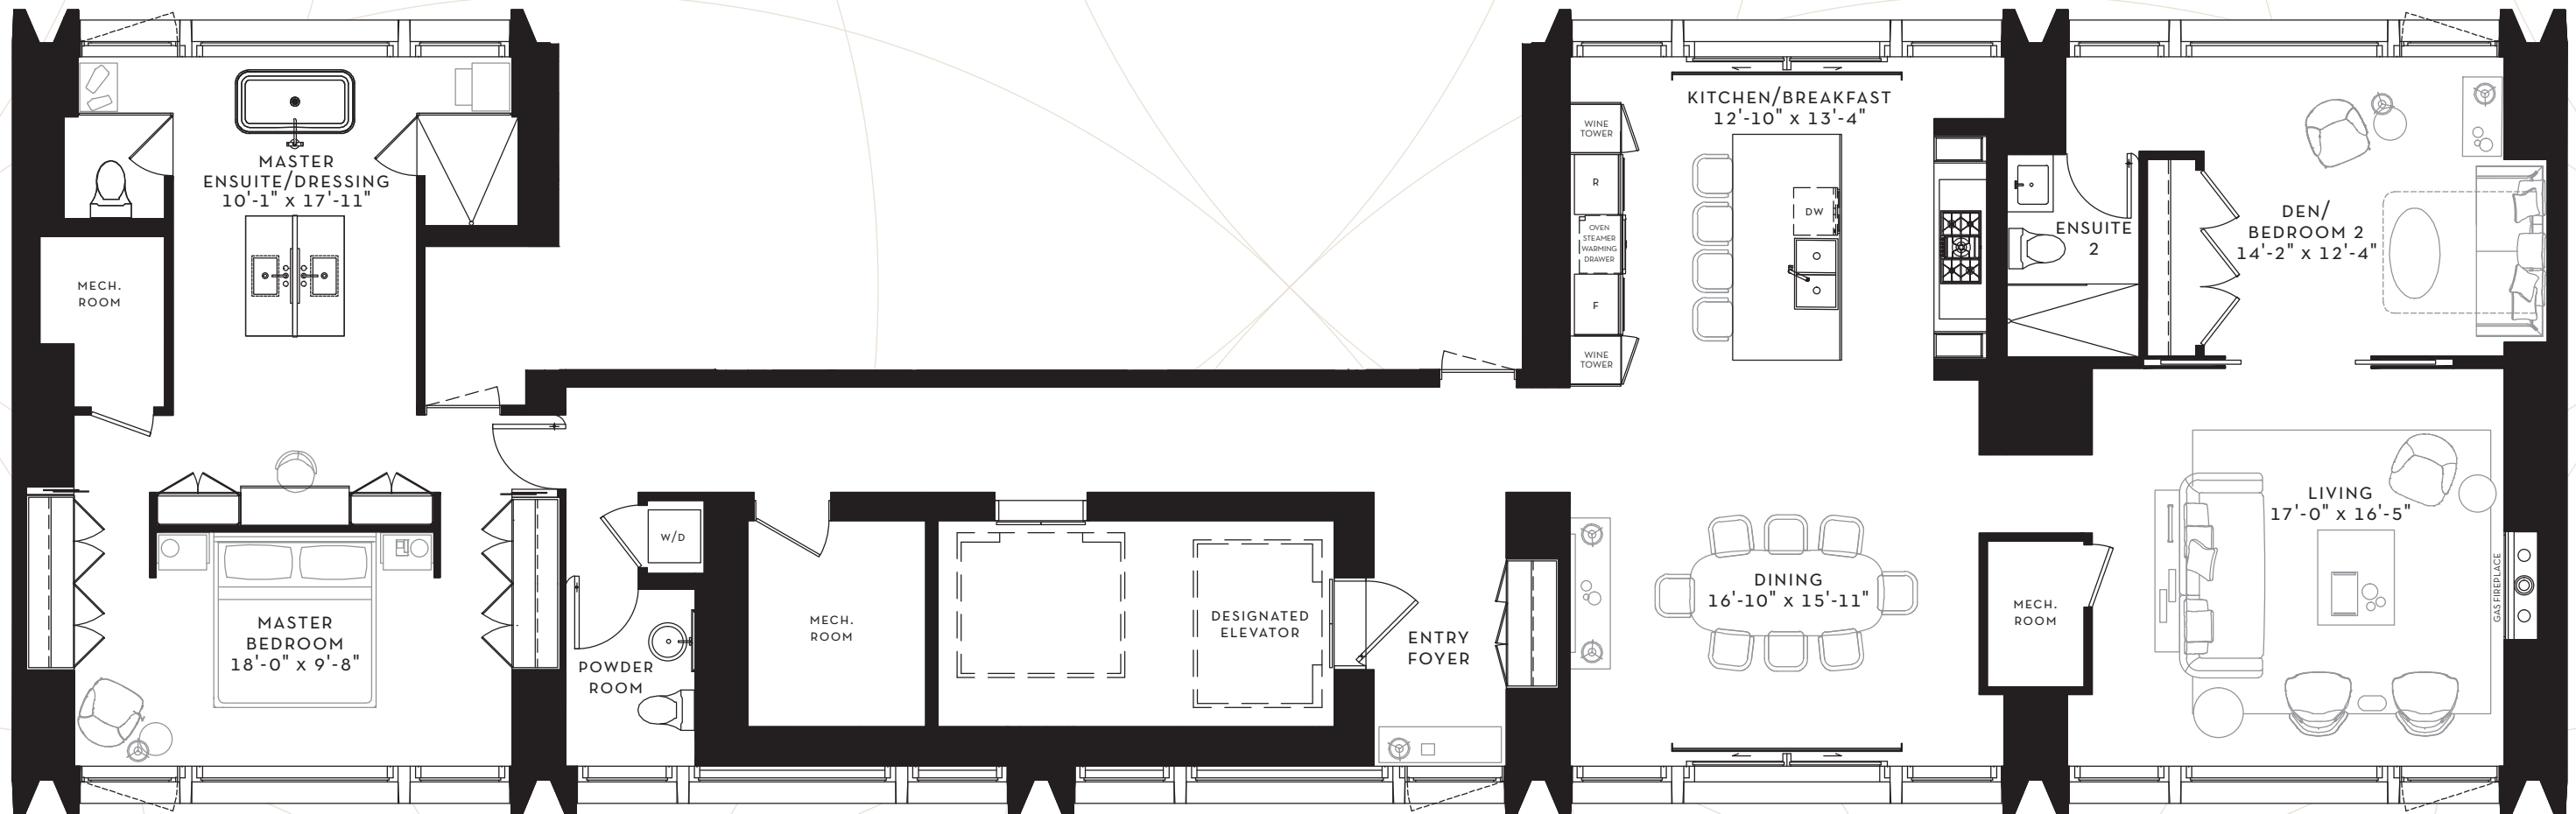 MASTER
ENSUITE/DRESSING
10'-1" x 17'-11"
MECH.
ROOM
MASTER
BEDROOM
18'-0" x 9'-8"
W/D
POWDER
ROOM
MECH.
ROOM
DESIGNATED
ELEVATOR
ENTRY
FOYER
KITCHEN/BREAKFAST
12'-10" x 13'-4"
WINE
TOWER
R
OVEN
STEAMER
WARMING
DRAWER
F
WINE
TOWER
DW
DINING
16'-10" x 15'-11"
ENSUITE
2
DEN/
BEDROOM 2
14'-2" x 12'-4"
MECH.
ROOM
LIVING
17'-0" x 16'-5"
GAS FIREPLACE